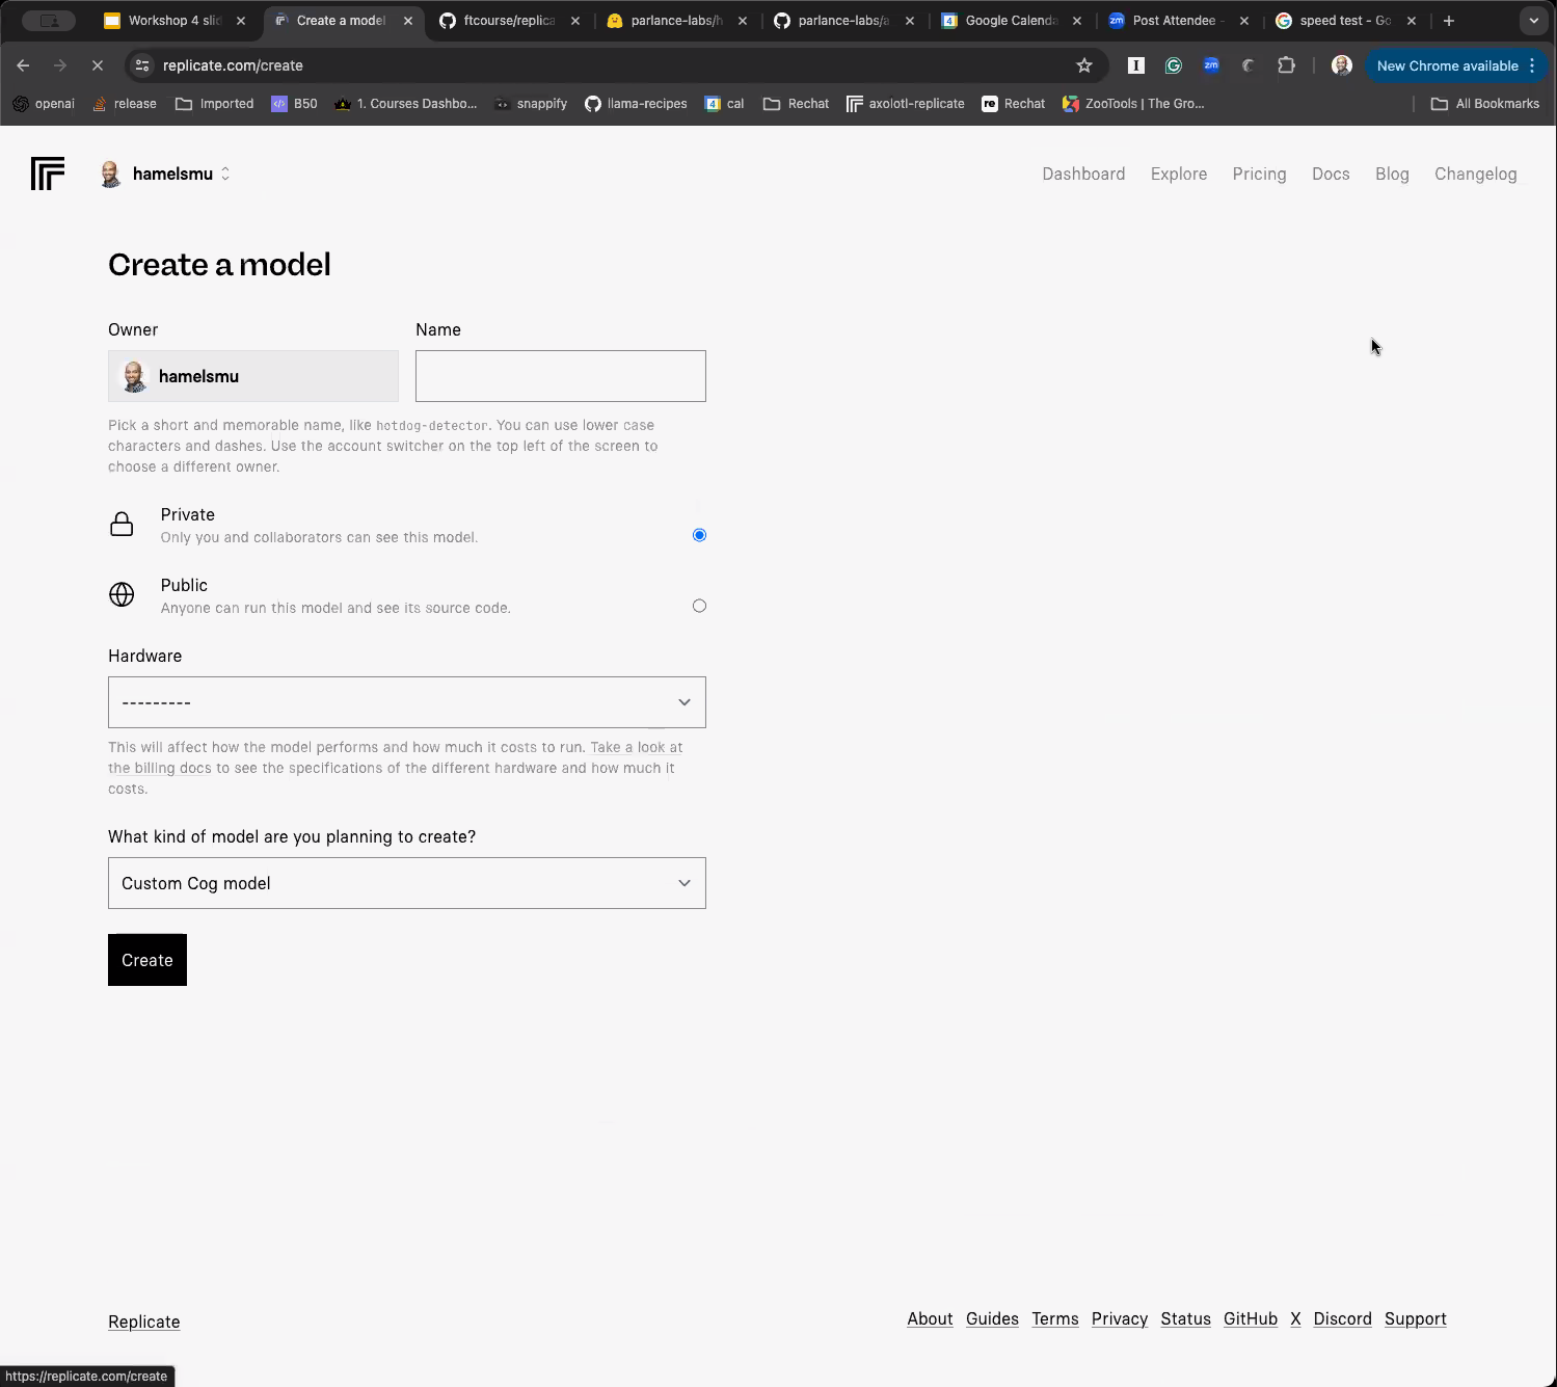 Workshop 4 slid
Create a model
ftcourse/replica
parlance-labs/h
parlance-labs/a
4 Google Calenda
zm Post Attendee -
speed test - Go
replicate.com/create
zm
New Chrome available
openai
release
Imported
B50
1. Courses Dashbo...
snappify
llama-recipes
4 cal
Rechat
axolotl-replicate
re Rechat
ZooTools | The Gro...
All Bookmarks
hamelsmu
Dashboard
Explore
Pricing
Docs
Blog
Changelog
Create a model
Owner
Name
hamelsmu
Pick a short and memorable name, like hotdog-detector. You can use lower case
characters and dashes. Use the account switcher on the top left of the screen to
choose a different owner.
Private
Only you and collaborators can see this model.
Public
Anyone can run this model and see its source code.
Hardware
---------
This will affect how the model performs and how much it costs to run. Take a look at
the billing docs to see the specifications of the different hardware and how much it
costs.
What kind of model are you planning to create?
Custom Cog model
Create
Replicate
About Guides Terms Privacy Status GitHub X Discord Support
https://replicate.com/create